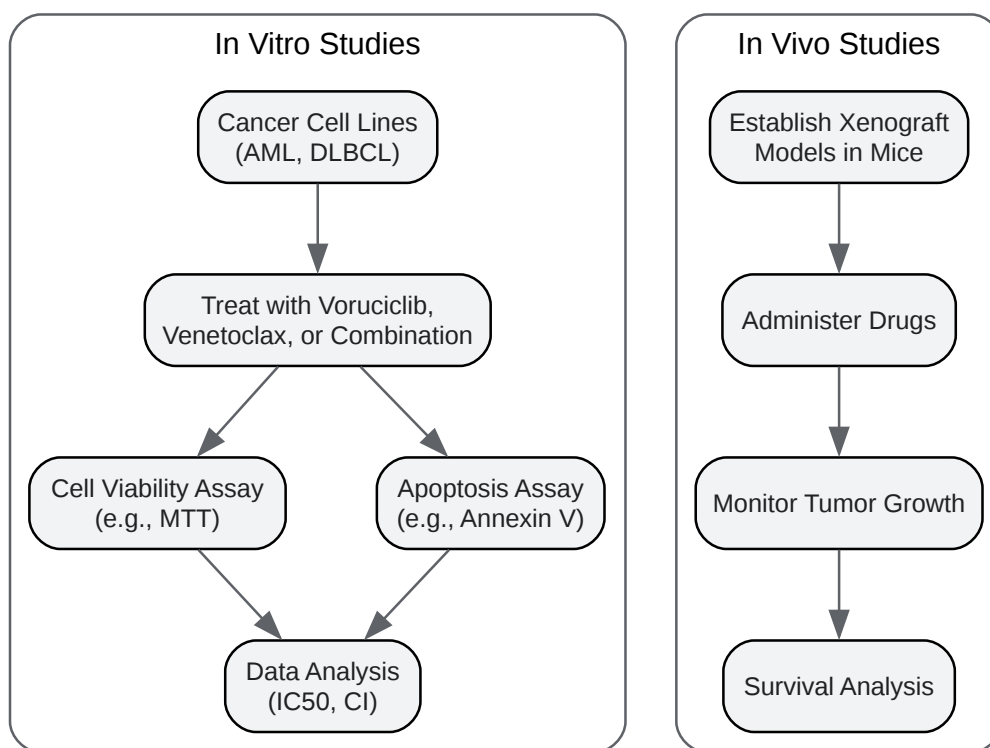 In Vitro Studies
Cancer Cell Lines
(AML, DLBCL)
Treat with Voruciclib,
Venetoclax, or Combination
Cell Viability Assay
(e.g., MTT)
Apoptosis Assay
(e.g., Annexin V)
Data Analysis
(IC50, CI)
In Vivo Studies
Establish Xenograft
Models in Mice
Administer Drugs
Monitor Tumor Growth
Survival Analysis